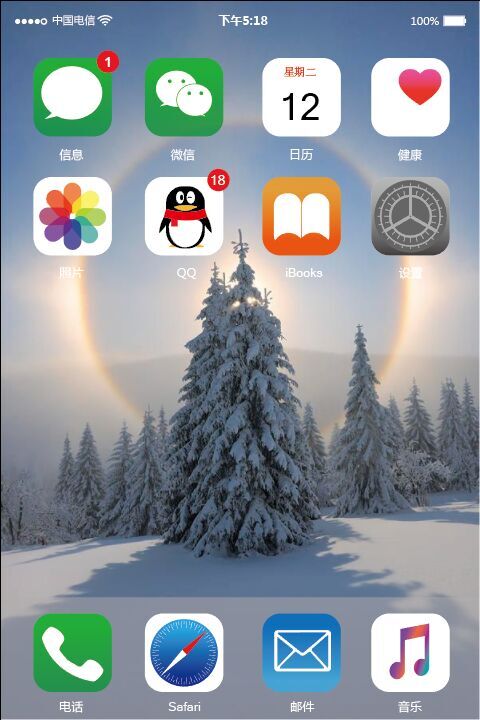 中国电信 下午5:18 100%
1
星期二
12
信息 微信 日历 健康
18
照片 QQ iBooks 设置
电话 Safari 邮件 音乐